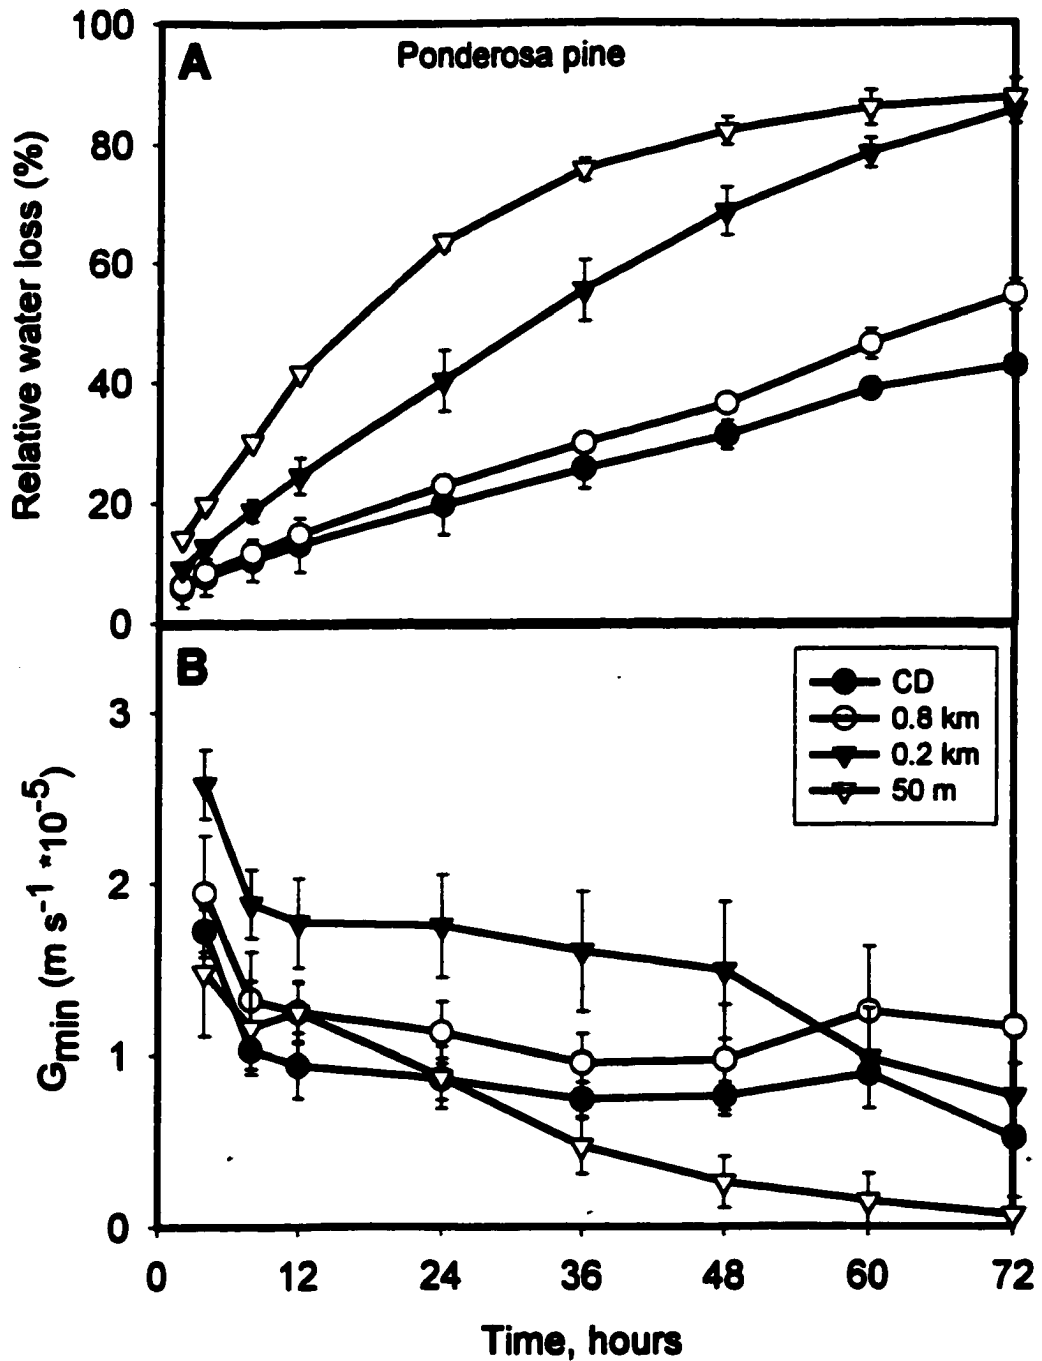 100
A
Ponderosa pine
80
60
40
20
0
Relative water loss (%)
B
CD
0.8 km
0.2 km
50 m
3
2
1
0
Gmin (m s⁻¹ *10⁻⁵)
0 12 24 36 48 60 72
Time, hours